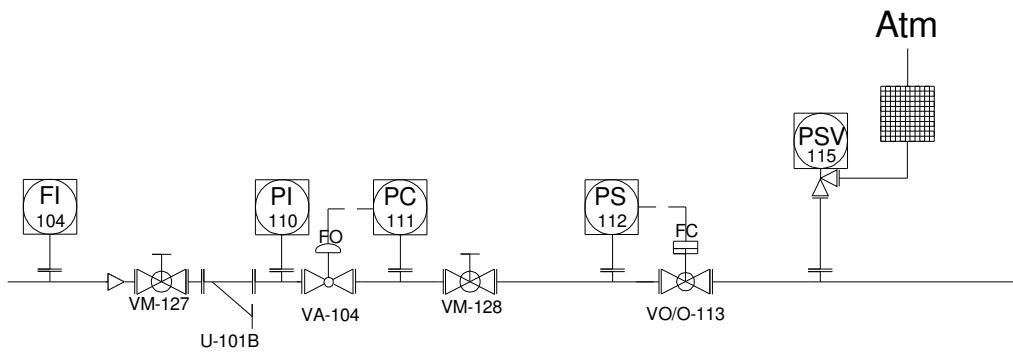 Atm
PSV
115
FI
104
PI
110
PC
111
PS
112
FO
FC
VM-127
VA-104
VM-128
VO/O-113
U-101B